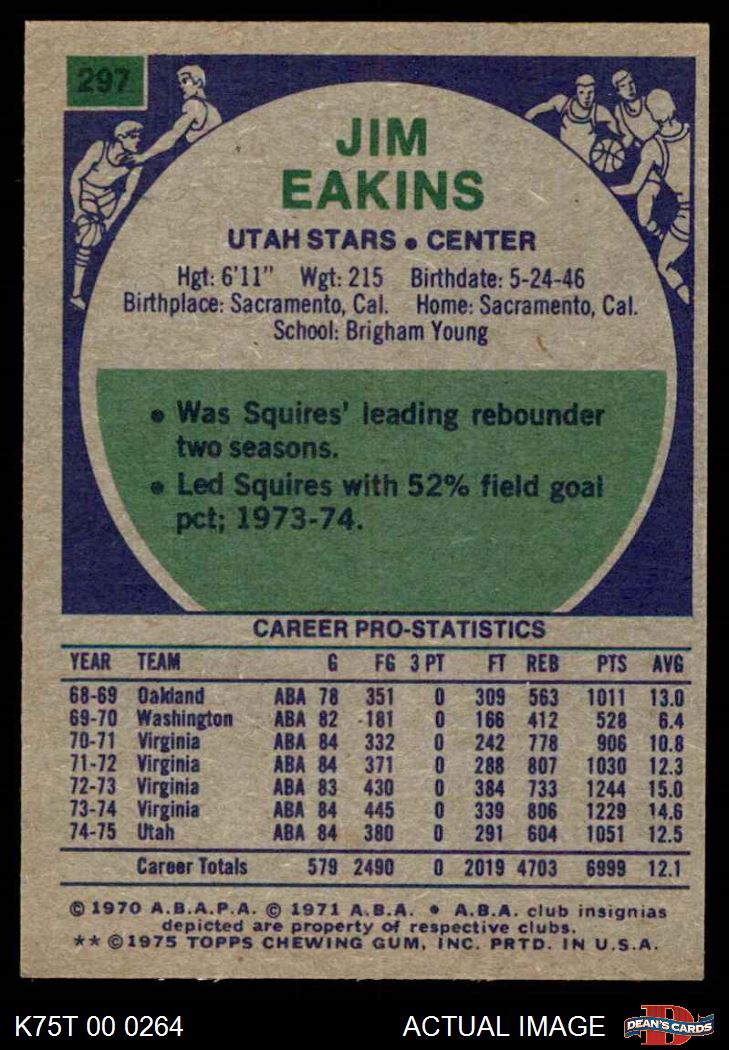 297
JIM
EAKINS
UTAH STARS • CENTER
Hgt: 6'11" Wgt: 215 Birthdate: 5-24-46
Birthplace: Sacramento, Cal. Home: Sacramento, Cal.
School: Brigham Young
• Was Squires' leading rebounder
two seasons.
• Led Squires with 52% field goal
pct; 1973-74.
CAREER PRO-STATISTICS
YEAR TEAM G FG 3 PT FT REB PTS AVG
68-69 Oakland ABA 78 351 0 309 563 1011 13.0
69-70 Washington ABA 82 181 0 166 412 528 6.4
70-71 Virginia ABA 84 332 0 242 778 906 10.8
71-72 Virginia ABA 84 371 0 288 807 1030 12.3
72-73 Virginia ABA 83 430 0 384 733 1244 15.0
73-74 Virginia ABA 84 445 0 339 806 1229 14.6
74-75 Utah ABA 84 380 0 291 604 1051 12.5
Career Totals 579 2490 0 2019 4703 6999 12.1
© 1970 A.B.A.P.A. © 1971 A.B.A. • A.B.A. club insignias
depicted are property of respective clubs.
** © 1975 TOPPS CHEWING GUM, INC. PRTD. IN U.S.A.
K75T 00 0264 ACTUAL IMAGE
D
DEAN'S CARDS